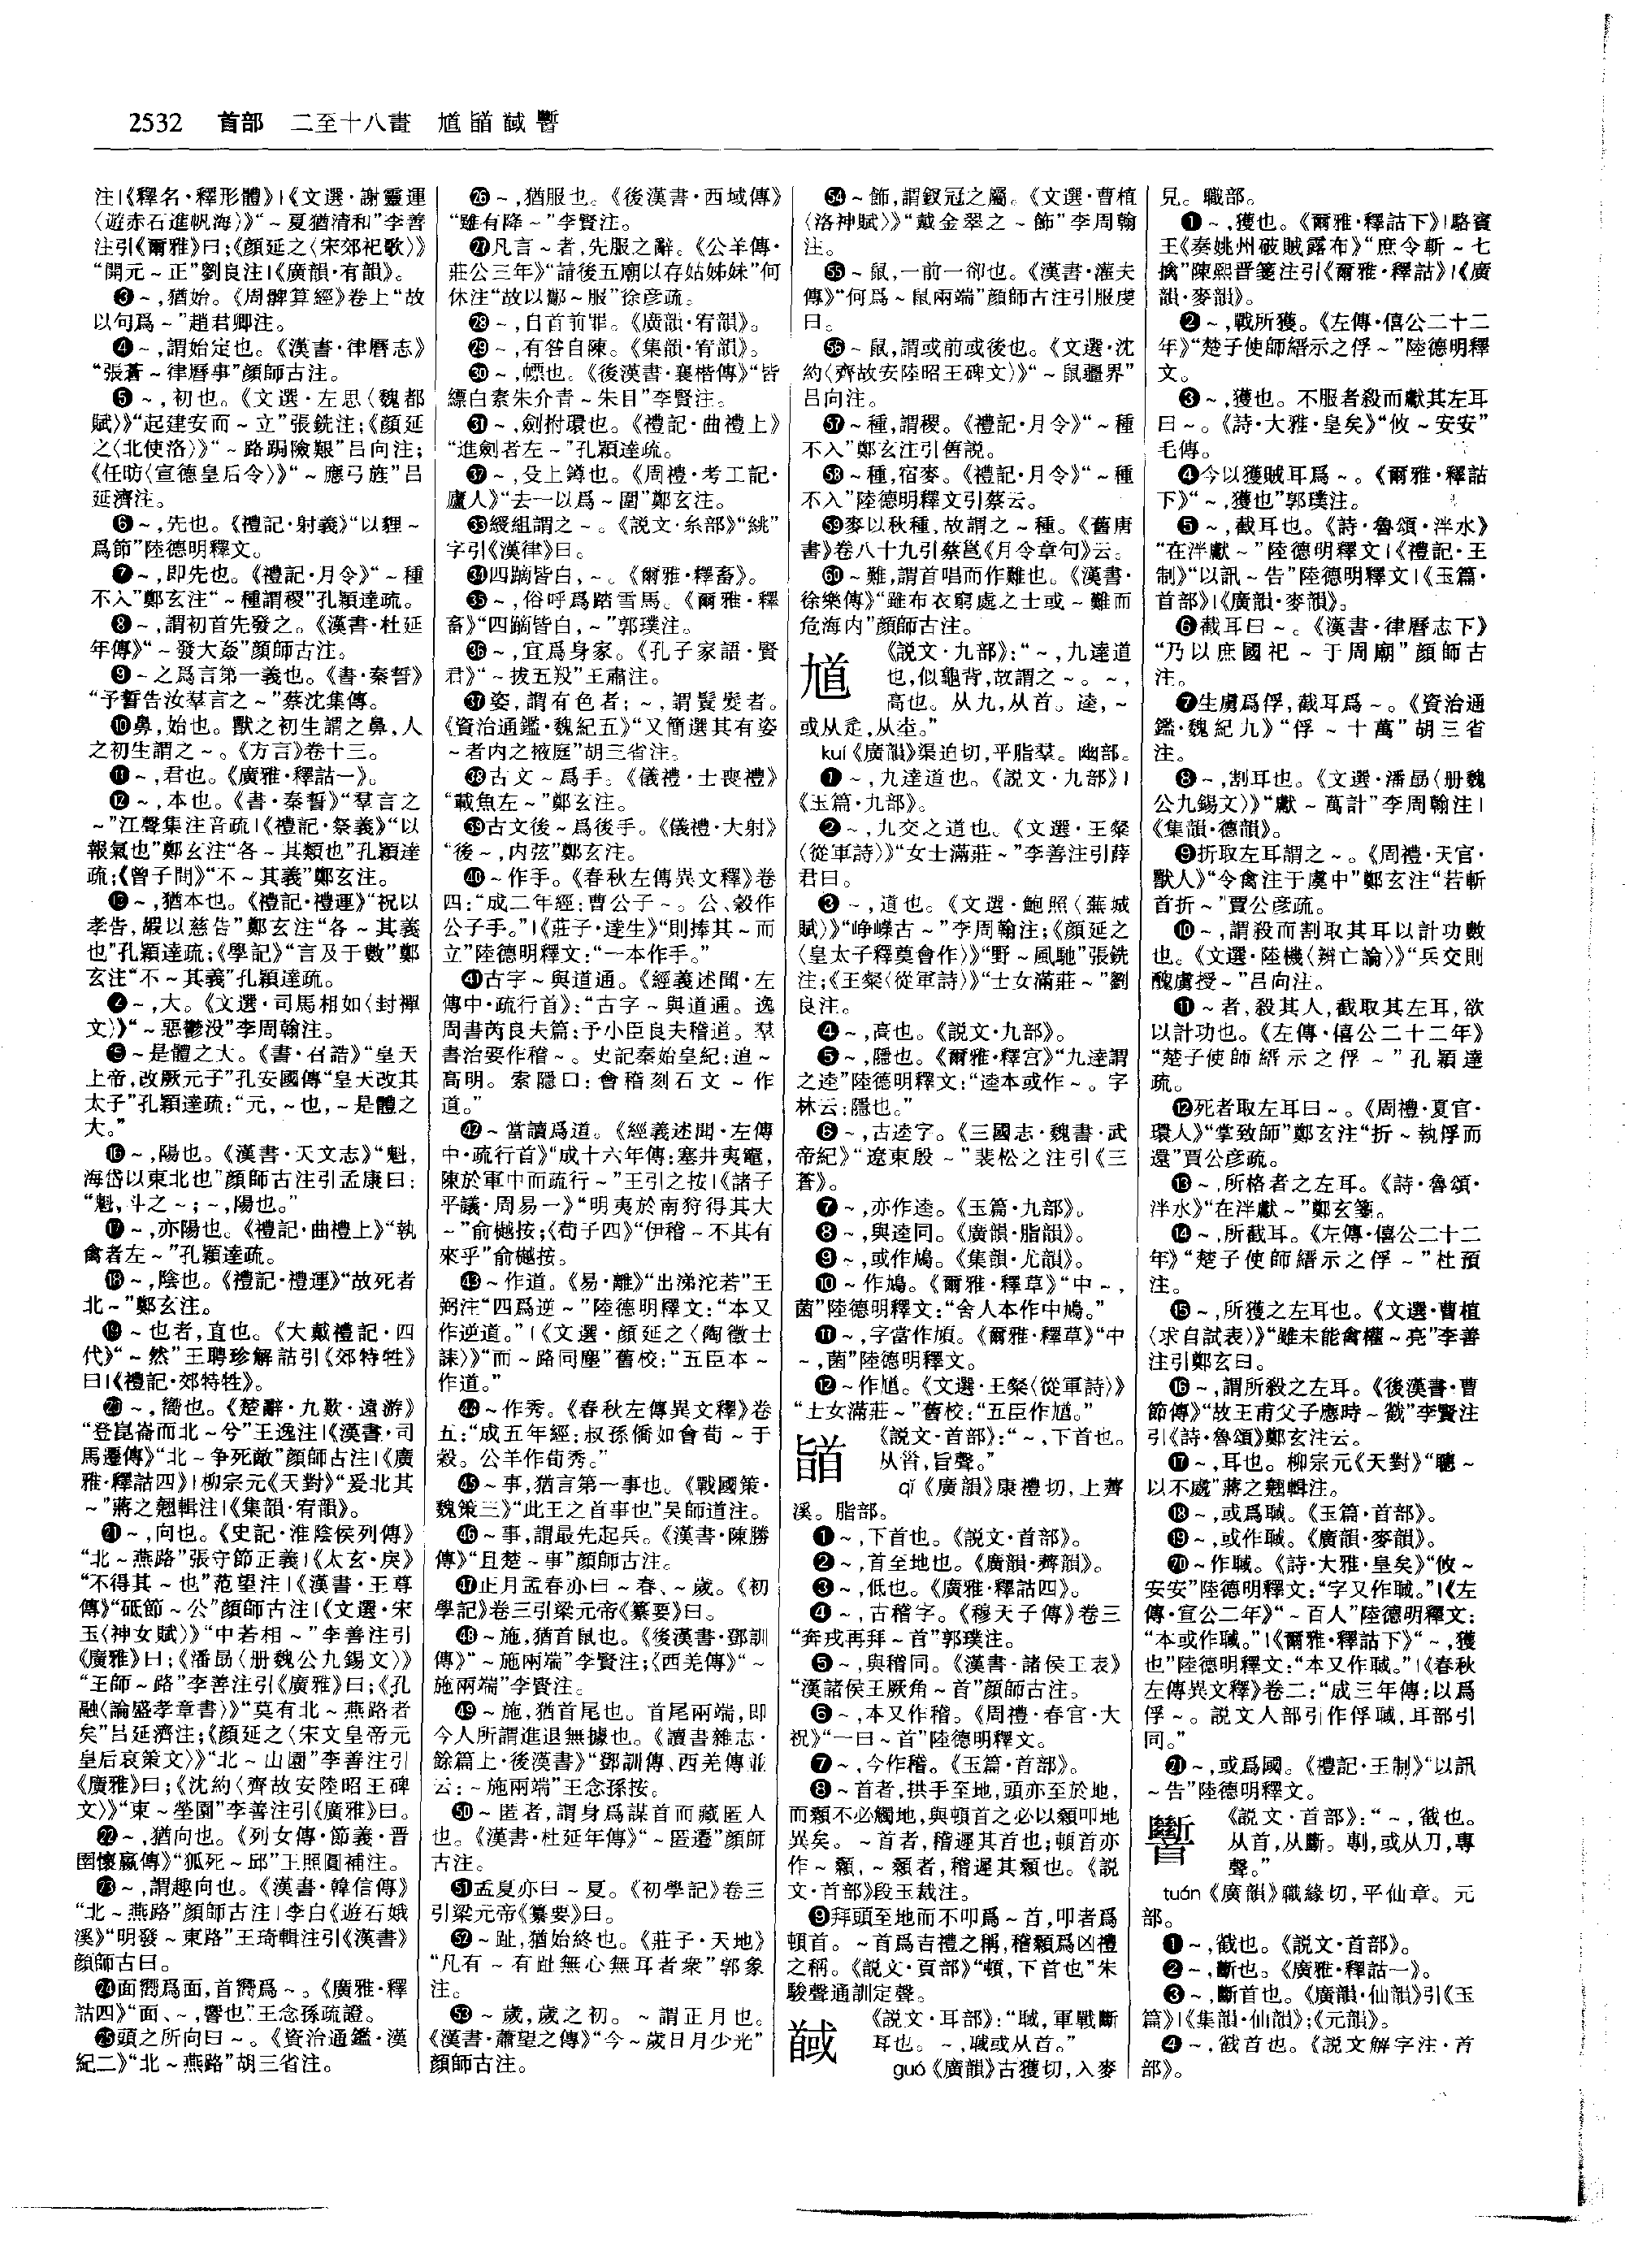 2532 首部 二至十八畫 馗䭫馘𩠹
注|《釋名·釋形體》|《文選·謝靈運
〈遊赤石進帆海〉》“～夏猶清和”李善
注引《爾雅》曰；《顏延之〈宋郊祀歌〉》
“開元～正”劉良注|《廣韻·有韻》。
❸～，猶始。《周髀算經》卷上“故
以句爲～”趙君卿注。
❹～，謂始定也。《漢書·律曆志》
“張蒼～律曆事”顏師古注。
❺～，初也。《文選·左思〈魏都
賦〉》“起建安而～立”張銑注；《顏延
之〈北使洛〉》“～路跼險艱”吕向注；
《任昉〈宣德皇后令〉》“～應弓旌”吕
延濟注。
❻～，先也。《禮記·射義》“以貍～
爲節”陸德明釋文。
❼～，即先也。《禮記·月令》“～種
不入”鄭玄注“～種謂稷”孔穎達疏。
❽～，謂初首先發之。《漢書·杜延
年傳》“～發大姦”顏師古注。
❾～之爲言第一義也。《書·秦誓》
“予誓告汝羣言之～”蔡沈集傳。
❿鼻，始也。獸之初生謂之鼻，人
之初生謂之～。《方言》卷十三。
⓫～，君也。《廣雅·釋詁一》。
⓬～，本也。《書·秦誓》“羣言之
～”江聲集注音疏|《禮記·祭義》“以
報氣也”鄭玄注“各～其類也”孔穎達
疏；《曾子問》“不～其義”鄭玄注。
⓭～，猶本也。《禮記·禮運》“祝以
孝告，嘏以慈告”鄭玄注“各～其義
也”孔穎達疏；《學記》“言及于數”鄭
玄注“不～其義”孔穎達疏。
～，大。《文選·司馬相如〈封禪
文〉》“～惡鬱没”李周翰注。
～是體之大。《書·召誥》“皇天
上帝，改厥元子”孔安國傳“皇天改其
太子”孔穎達疏：“元，～也，～是體之
大。”
⓰～，陽也。《漢書·天文志》“魁，
海岱以東北也”顏師古注引孟康曰：
“魁，斗之～；～，陽也。”
⓱～，亦陽也。《禮記·曲禮上》“執
禽者左～”孔穎達疏。
⓲～，陰也。《禮記·禮運》“故死者
北～”鄭玄注。
⓳～也者，直也。《大戴禮記·四
代》“～然”王聘珍解詁引《郊特牲》
曰|《禮記·郊特牲》。
⓴～，嚮也。《楚辭·九歎·遠游》
“登崑崙而北～兮”王逸注|《漢書·司
馬遷傳》“北～争死敵”顏師古注|《廣
雅·釋詁四》|柳宗元《天對》“爰北其
～”蔣之翹輯注|《集韻·宥韻》。
㉑～，向也。《史記·淮陰侯列傳》
“北～燕路”張守節正義|《太玄·戾》
“不得其～也”范望注|《漢書·王尊
傳》“砥節～公”顏師古注|《文選·宋
玉〈神女賦〉》“中若相～”李善注引
《廣雅》曰；《潘勗〈册魏公九錫文〉》
“王師～路”李善注引《廣雅》曰；《孔
融〈論盛孝章書〉》“莫有北～燕路者
矣”吕延濟注；《顏延之〈宋文皇帝元
皇后哀策文〉》“北～山園”李善注引
《廣雅》曰；《沈約〈齊故安陸昭王碑
文〉》“東～塋園”李善注引《廣雅》曰。
㉒～，猶向也。《列女傳·節義·晉
圉懷嬴傳》“狐死～邱”王照圓補注。
㉓～，謂趣向也。《漢書·韓信傳》
“北～燕路”顏師古注|李白《遊石娥
溪》“明發～東路”王琦輯注引《漢書》
顏師古曰。
㉔面嚮爲面，首嚮爲～。《廣雅·釋
詁四》“面、～，嚮也”王念孫疏證。
㉕頭之所向曰～。《資治通鑑·漢
紀二》“北～燕路”胡三省注。
㉖～，猶服也。《後漢書·西域傳》
“雖有降～”李賢注。
㉗凡言～者，先服之辭。《公羊傳·
莊公三年》“請後五廟以存姑姊妹”何
休注“故以酅～服”徐彦疏。
㉘～，自首前罪。《廣韻·宥韻》。
㉙～，有咎自陳。《集韻·宥韻》。
㉚～，幖也。《後漢書·襄楷傳》“皆
縹白素朱介青～朱目”李賢注。
㉛～，劍拊環也。《禮記·曲禮上》
“進劍者左～”孔穎達疏。
㉜～，殳上鐏也。《周禮·考工記·
廬人》“去一以爲～圍”鄭玄注。
㉝綬組謂之～。《説文·糸部》“絩”
字引《漢律》曰。
㉞四蹢皆白，～。《爾雅·釋畜》。
㉟～，俗呼爲踏雪馬。《爾雅·釋
畜》“四蹢皆白，～”郭璞注。
㊱～，宜爲身家。《孔子家語·賢
君》“～拔五羖”王肅注。
㊲姿，謂有色者；～，謂鬒髮者。
《資治通鑑·魏紀五》“又簡選其有姿
～者内之掖庭”胡三省注。
㊳古文～爲手。《儀禮·士喪禮》
“載魚左～”鄭玄注。
㊴古文後～爲後手。《儀禮·大射》
“後～，内弦”鄭玄注。
㊵～作手。《春秋左傳異文釋》卷
四：“成二年經：曹公子～。公、穀作
公子手。”|《莊子·達生》“則捧其～而
立”陸德明釋文：“一本作手。”
㊶古字～與道通。《經義述聞·左
傳中·疏行首》：“古字～與道通。逸
周書芮良夫篇：予小臣良夫稽道。羣
書治要作稽～。史記秦始皇紀：追～
高明。索隱曰：會稽刻石文～作
道。”
㊷～當讀爲道。《經義述聞·左傳
中·疏行首》“成十六年傳：塞井夷竈，
陳於軍中而疏行～”王引之按|《諸子
平議·周易一》“明夷於南狩得其大
～”俞樾按；《荀子四》“伊稽～不其有
來乎”俞樾按。
㊸～作道。《易·離》“出涕沱若”王
弼注“四爲逆～”陸德明釋文：“本又
作逆道。”|《文選·顏延之〈陶徵士
誄〉》“而～路同塵”舊校：“五臣本～
作道。”
㊹～作秀。《春秋左傳異文釋》卷
五：“成五年經：叔孫僑如會荀～于
穀。公羊作荀秀。”
㊺～事，猶言第一事也。《戰國策·
魏策三》“此王之首事也”吴師道注。
㊻～事，謂最先起兵。《漢書·陳勝
傳》“且楚～事”顏師古注。
㊼正月孟春亦曰～春、～歲。《初
學記》卷三引梁元帝《纂要》曰。
㊽～施，猶首鼠也。《後漢書·鄧訓
傳》“～施兩端”李賢注；《西羌傳》“～
施兩端”李賢注。
㊾～施，猶首尾也。首尾兩端，即
今人所謂進退無據也。《讀書雜志·
餘篇上·後漢書》“鄧訓傳、西羌傳並
云：～施兩端”王念孫按。
㊿～匿者，謂身爲謀首而藏匿人
也。《漢書·杜延年傳》“～匿遷”顏師
古注。
51孟夏亦曰～夏。《初學記》卷三
引梁元帝《纂要》曰。
52～趾，猶始終也。《莊子·天地》
“凡有～有趾無心無耳者衆”郭象
注。
53～歲，歲之初。～謂正月也。
《漢書·蕭望之傳》“今～歲日月少光”
顏師古注。
54～飾，謂釵冠之屬。《文選·曹植
〈洛神賦〉》“戴金翠之～飾”李周翰
注。
55～鼠，一前一卻也。《漢書·灌夫
傳》“何爲～鼠兩端”顏師古注引服虔
曰。
56～鼠，謂或前或後也。《文選·沈
約〈齊故安陸昭王碑文〉》“～鼠疆界”
吕向注。
57～種，謂稷。《禮記·月令》“～種
不入”鄭玄注引舊説。
58～種，宿麥。《禮記·月令》“～種
不入”陸德明釋文引蔡云。
59麥以秋種，故謂之～種。《舊唐
書》卷八十九引蔡邕《月令章句》云。
60～難，謂首唱而作難也。《漢書·
徐樂傳》“雖布衣窮處之士或～難而
危海内”顏師古注。
馗
《説文·九部》：“～，九達道
也，似龜背，故謂之～。～，
高也。从九，从首。逵，～
或从辵，从坴。”
kuí《廣韻》渠追切，平脂羣。幽部。
❶～，九達道也。《説文·九部》|
《玉篇·九部》。
❷～，九交之道也。《文選·王粲
〈從軍詩〉》“女士滿莊～”李善注引薛
君曰。
❸～，道也。《文選·鮑照〈蕪城
賦〉》“崢嶸古～”李周翰注；《顏延之
〈皇太子釋奠會作〉》“野～風馳”張銑
注；《王粲〈從軍詩〉》“士女滿莊～”劉
良注。
❹～，高也。《説文·九部》。
❺～，隱也。《爾雅·釋宫》“九達謂
之逵”陸德明釋文：“逵本或作～。字
林云：隱也。”
❻～，古逵字。《三國志·魏書·武
帝紀》“遼東殷～”裴松之注引《三
蒼》。
❼～，亦作逵。《玉篇·九部》。
❽～，與逵同。《廣韻·脂韻》。
❾～，或作鳩。《集韻·尤韻》。
❿～作鳩。《爾雅·釋草》“中～，
菌”陸德明釋文：“舍人本作中鳩。”
⓫～，字當作頄。《爾雅·釋草》“中
～，菌”陸德明釋文。
⓬～作馗。《文選·王粲〈從軍詩〉》
“士女滿莊～”舊校：“五臣作馗。”
䭫
《説文·首部》：“～，下首也。
从𩠐，旨聲。”
qǐ《廣韻》康禮切，上薺
溪。脂部。
❶～，下首也。《説文·首部》。
❷～，首至地也。《廣韻·薺韻》。
❸～，低也。《廣雅·釋詁四》。
❹～，古稽字。《穆天子傳》卷三
“奔戎再拜～首”郭璞注。
❺～，與稽同。《漢書·諸侯王表》
“漢諸侯王厥角～首”顏師古注。
❻～，本又作稽。《周禮·春官·大
祝》“一曰～首”陸德明釋文。
❼～，今作稽。《玉篇·首部》。
❽～首者，拱手至地，頭亦至於地，
而顙不必觸地，與頓首之必以顙叩地
異矣。～首者，稽遲其首也；頓首亦
作～顙，～顙者，稽遲其顙也。《説
文·首部》段玉裁注。
❾拜頭至地而不叩爲～首，叩者爲
頓首。～首爲吉禮之稱，稽顙爲凶禮
之稱。《説文·頁部》“頓，下首也”朱
駿聲通訓定聲。
馘
《説文·耳部》：“聝，軍戰斷
耳也。～，聝或从首。”
guó《廣韻》古獲切，入麥
見。職部。
❶～，獲也。《爾雅·釋詁下》|駱賓
王《奏姚州破賊露布》“庶令斬～七
擒”陳熙晉箋注引《爾雅·釋詁》|《廣
韻·麥韻》。
❷～，戰所獲。《左傳·僖公二十二
年》“楚子使師縉示之俘～”陸德明釋
文。
❸～，獲也。不服者殺而獻其左耳
曰～。《詩·大雅·皇矣》“攸～安安”
毛傳。
❹今以獲賊耳爲～。《爾雅·釋詁
下》“～，獲也”郭璞注。
❺～，截耳也。《詩·魯頌·泮水》
“在泮獻～”陸德明釋文|《禮記·王
制》“以訊～告”陸德明釋文|《玉篇·
首部》|《廣韻·麥韻》。
❻截耳曰～。《漢書·律曆志下》
“乃以庶國祀～于周廟”顏師古
注。
❼生虜爲俘，截耳爲～。《資治通
鑑·魏紀九》“俘～十萬”胡三省
注。
❽～，割耳也。《文選·潘勗〈册魏
公九錫文〉》“獻～萬計”李周翰注|
《集韻·德韻》。
❾折取左耳謂之～。《周禮·天官·
獸人》“令禽注于虞中”鄭玄注“若斬
首折～”賈公彦疏。
❿～，謂殺而割取其耳以計功數
也。《文選·陸機〈辨亡論〉》“兵交則
醜虜授～”吕向注。
⓫～者，殺其人，截取其左耳，欲
以計功也。《左傳·僖公二十二年》
“楚子使師縉示之俘～”孔穎達
疏。
⓬死者取左耳曰～。《周禮·夏官·
環人》“掌致師”鄭玄注“折～執俘而
還”賈公彦疏。
⓭～，所格者之左耳。《詩·魯頌·
泮水》“在泮獻～”鄭玄箋。
⓮～，所截耳。《左傳·僖公二十二
年》“楚子使師縉示之俘～”杜預
注。
⓯～，所獲之左耳也。《文選·曹植
〈求自試表〉》“雖未能禽權～亮”李善
注引鄭玄曰。
⓰～，謂所殺之左耳。《後漢書·曹
節傳》“故王甫父子應時～戮”李賢注
引《詩·魯頌》鄭玄注云。
⓱～，耳也。柳宗元《天對》“聰～
以不處”蔣之翹輯注。
⓲～，或爲聝。《玉篇·首部》。
⓳～，或作聝。《廣韻·麥韻》。
⓴～作聝。《詩·大雅·皇矣》“攸～
安安”陸德明釋文：“字又作聝。”|《左
傳·宣公二年》“～百人”陸德明釋文：
“本或作聝。”|《爾雅·釋詁下》“～，獲
也”陸德明釋文：“本又作聝。”|《春秋
左傳異文釋》卷二：“成三年傳：以爲
俘～。説文人部引作俘聝，耳部引
同。”
㉑～，或爲國。《禮記·王制》“以訊
～告”陸德明釋文。
𩠹
《説文·首部》：“～，截也。
从首，从斷。剸，或从刀，專
聲。”
tuán《廣韻》職緣切，平仙章。元
部。
❶～，截也。《説文·首部》。
❷～，斷也。《廣雅·釋詁一》。
❸～，斷首也。《廣韻·仙韻》引《玉
篇》|《集韻·仙韻》；《元韻》。
❹～，截首也。《説文解字注·首
部》。